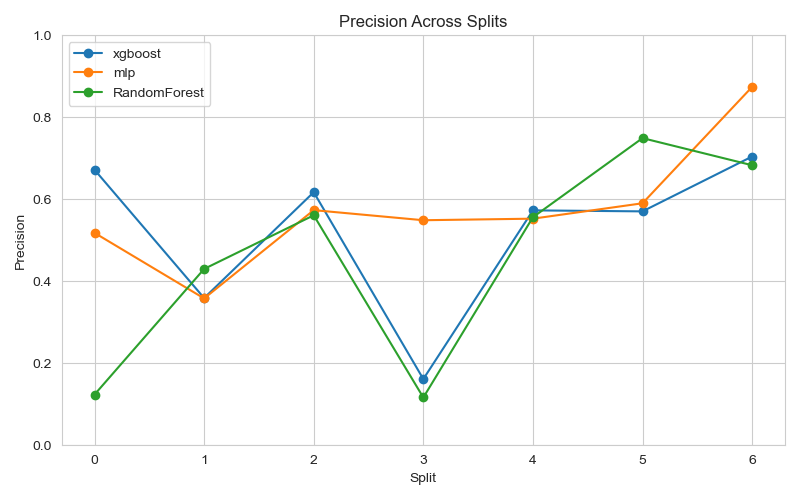 Precision Across Splits
xgboost
mlp
RandomForest
1.0
0.8
0.6
0.4
0.2
0.0
Precision
0 1 2 3 4 5 6
Split